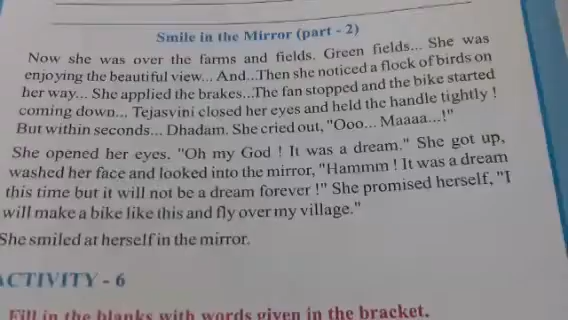 Smile in the Mirror (part - 2)
Now she was over the farms and fields. Green fields... She was
enjoying the beautiful view... And...Then she noticed a flock of birds on
her way... She applied the brakes...The fan stopped and the bike started
coming down... Tejasvini closed her eyes and held the handle tightly !
But within seconds... Dhadam. She cried out, "Ooo... Maaaa...!"
She opened her eyes, "Oh my God ! It was a dream." She got up,
washed her face and looked into the mirror, "Hammm ! It was a dream
this time but it will not be a dream forever !" She promised herself, "I
will make a bike like this and fly over my village."
She smiled at herself in the mirror.
ACTIVITY - 6
Fill in the blanks with words given in the bracket.